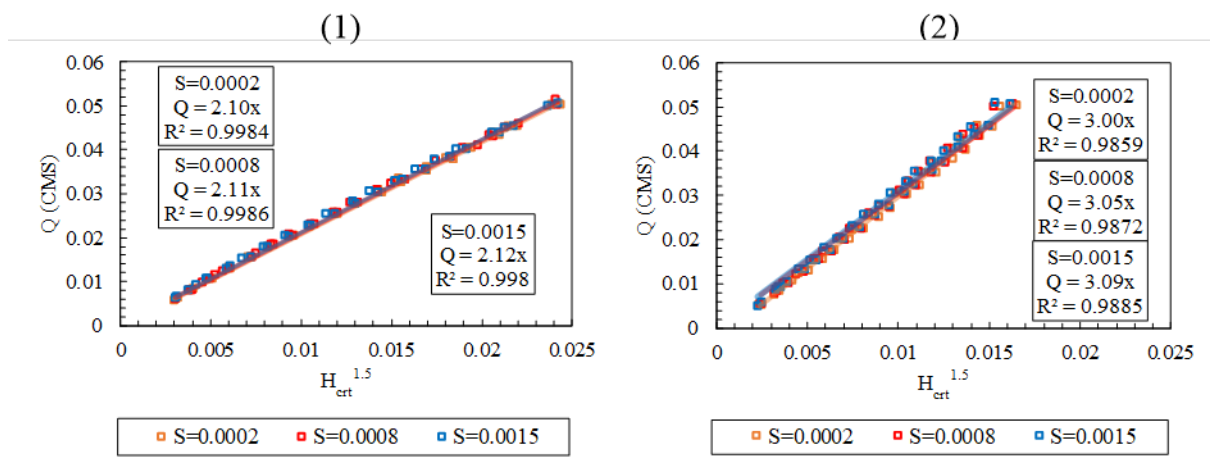 (1)
Q (CMS)
0.06
0.05
0.04
0.03
0.02
0.01
0
S=0.0002
Q = 2.10x
R² = 0.9984
S=0.0008
Q = 2.11x
R² = 0.9986
S=0.0015
Q = 2.12x
R² = 0.998
0 0.005 0.01 0.015 0.02 0.025
H_crt^1.5
S=0.0002 S=0.0008 S=0.0015
(2)
Q (CMS)
0.06
0.05
0.04
0.03
0.02
0.01
0
S=0.0002
Q = 3.00x
R² = 0.9859
S=0.0008
Q = 3.05x
R² = 0.9872
S=0.0015
Q = 3.09x
R² = 0.9885
0 0.005 0.01 0.015 0.02 0.025
H_crt^1.5
S=0.0002 S=0.0008 S=0.0015